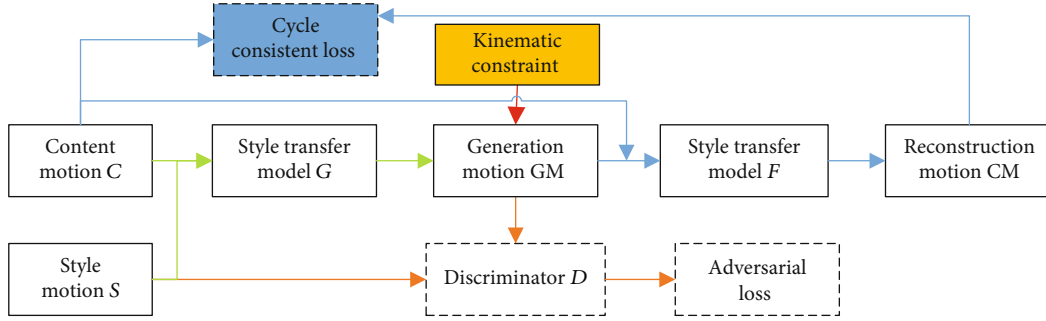 Cycle
consistent loss
Kinematic
constraint
Content
motion C
Style transfer
model G
Generation
motion GM
Style transfer
model F
Reconstruction
motion CM
Style
motion S
Discriminator D
Adversarial
loss